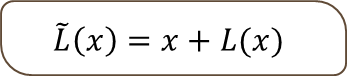 L̃(x) = x + L(x)